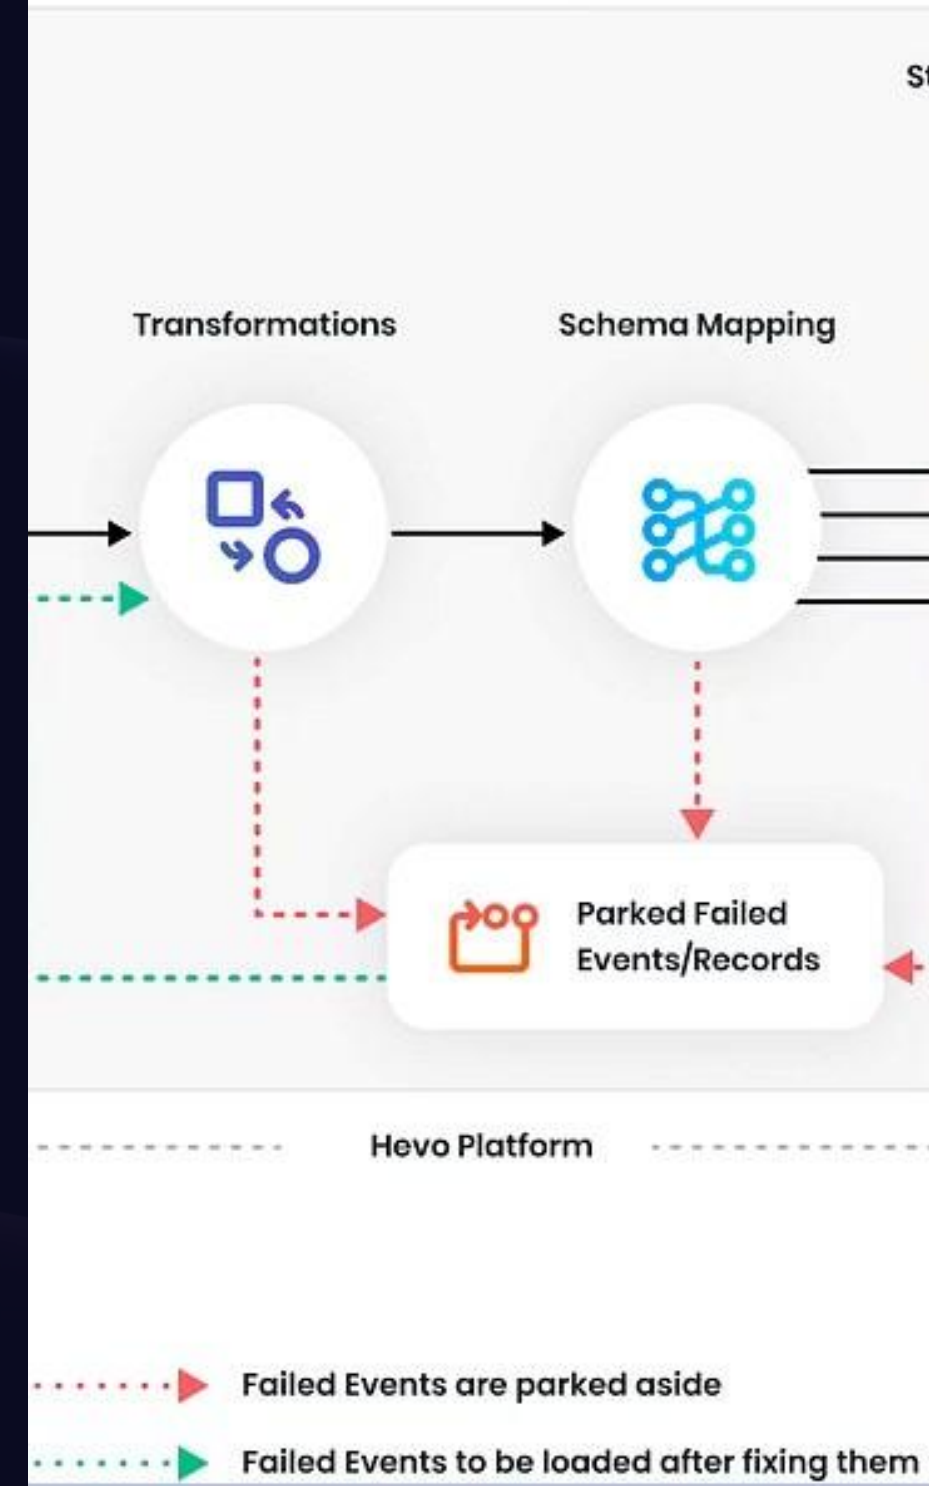 Transformations
Schema Mapping
Parked Failed
Events/Records
Hevo Platform
Failed Events are parked aside
Failed Events to be loaded after fixing them